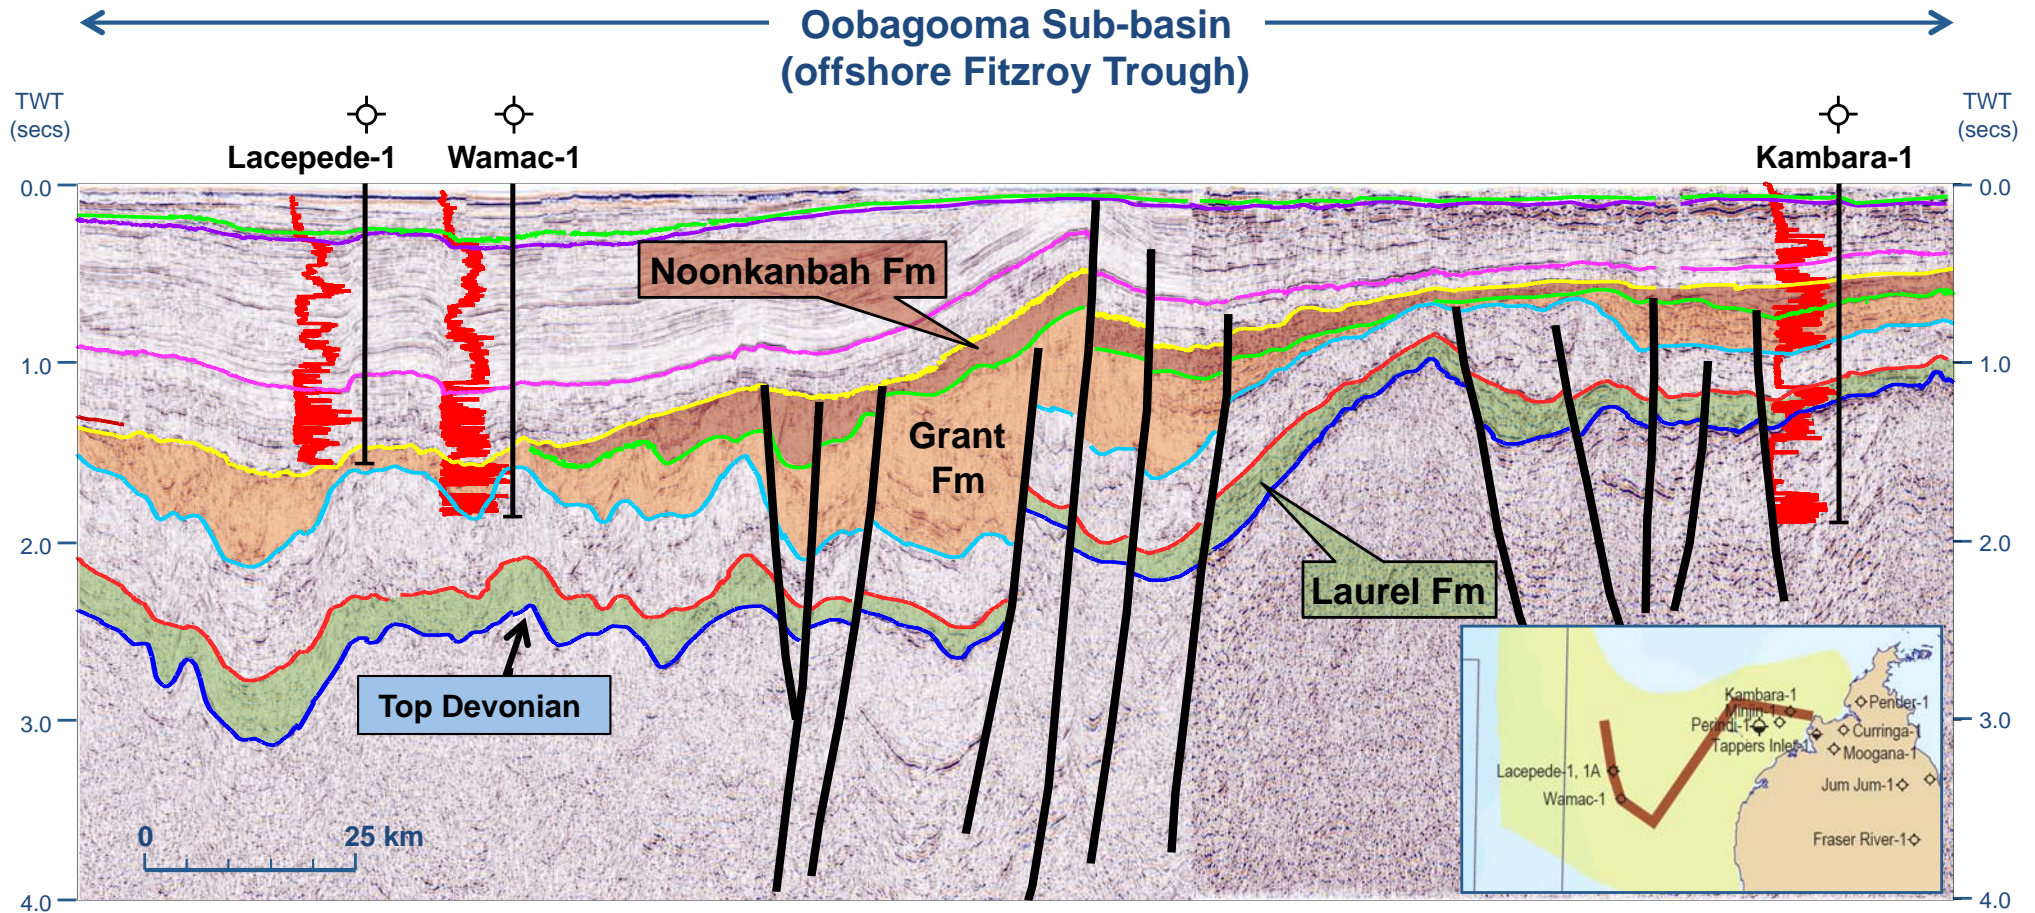 Oobagooma Sub-basin
(offshore Fitzroy Trough)
TWT
(secs)
TWT
(secs)
Lacepede-1
Wamac-1
Kambara-1
0.0
0.0
Noonkanbah Fm
1.0
1.0
Grant
Fm
2.0
2.0
Laurel Fm
Top Devonian
3.0
3.0
0
25 km
4.0
4.0
Kambara-1
Pender-1
Minjin-1
Perindi-1
Curringa-1
Tappers Inlet-1
Moogana-1
Lacepede-1, 1A
Jum Jum-1
Wamac-1
Fraser River-1